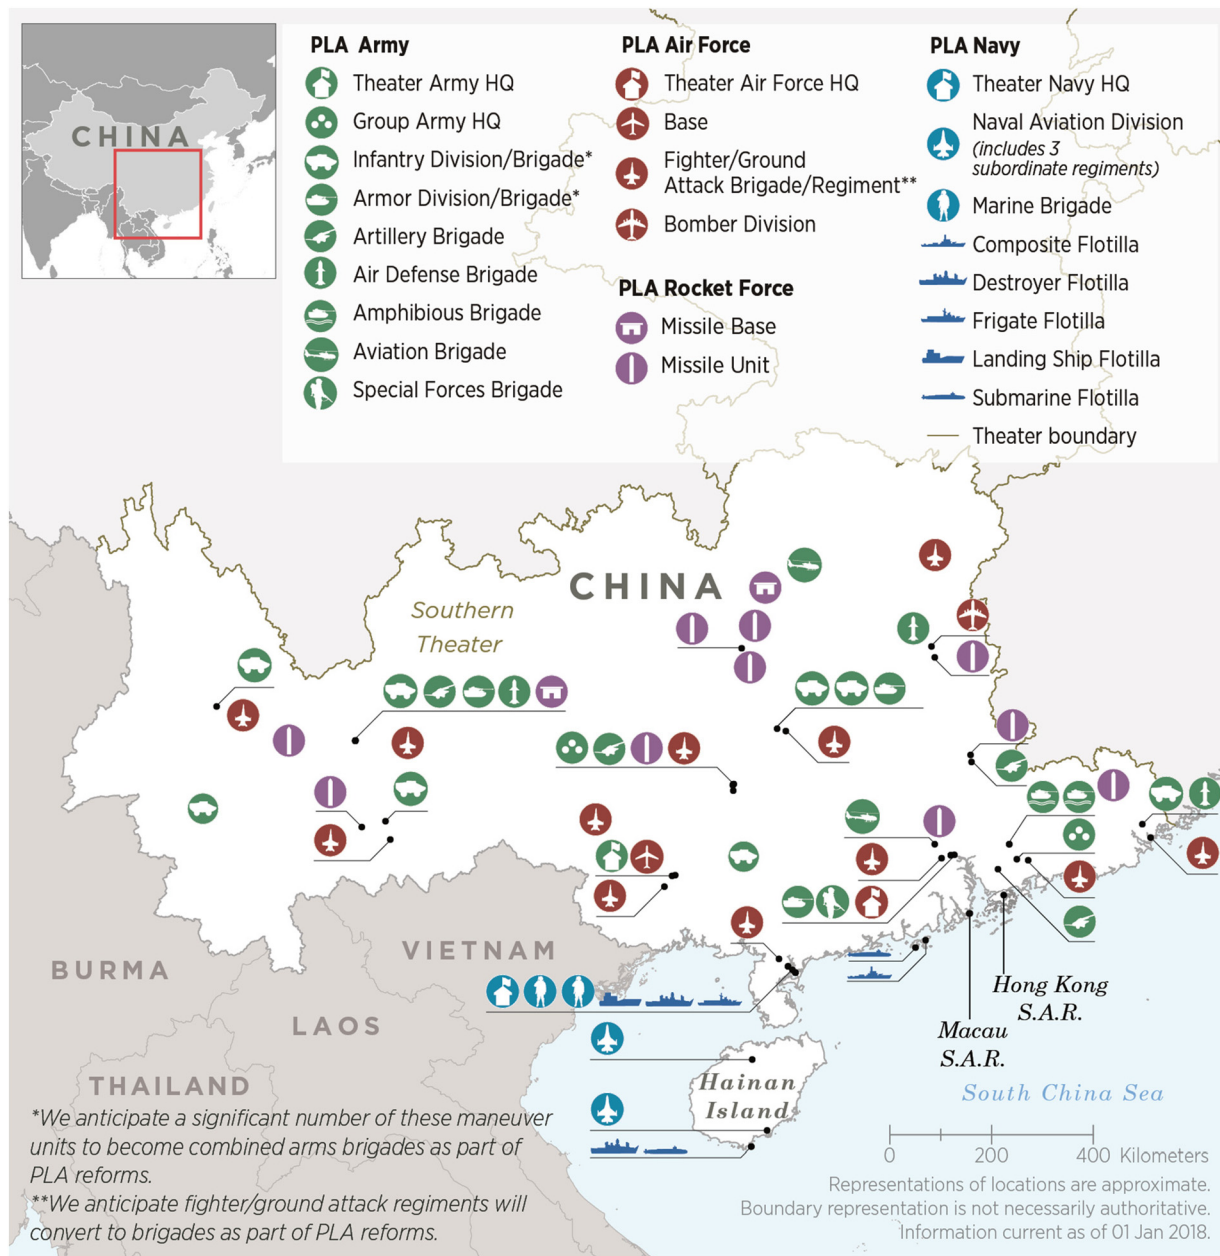 CHINA
PLA Army
Theater Army HQ
Group Army HQ
Infantry Division/Brigade*
Armor Division/Brigade*
Artillery Brigade
Air Defense Brigade
Amphibious Brigade
Aviation Brigade
Special Forces Brigade
PLA Air Force
Theater Air Force HQ
Base
Fighter/Ground
Attack Brigade/Regiment**
Bomber Division
PLA Rocket Force
Missile Base
Missile Unit
PLA Navy
Theater Navy HQ
Naval Aviation Division
(includes 3
subordinate regiments)
Marine Brigade
Composite Flotilla
Destroyer Flotilla
Frigate Flotilla
Landing Ship Flotilla
Submarine Flotilla
Theater boundary
CHINA
Southern
Theater
BURMA
VIETNAM
LAOS
THAILAND
Hong Kong
S.A.R.
Macau
S.A.R.
Hainan
Island
South China Sea
*We anticipate a significant number of these maneuver
units to become combined arms brigades as part of
PLA reforms.
**We anticipate fighter/ground attack regiments will
convert to brigades as part of PLA reforms.
0 200 400 Kilometers
Representations of locations are approximate.
Boundary representation is not necessarily authoritative.
Information current as of 01 Jan 2018.